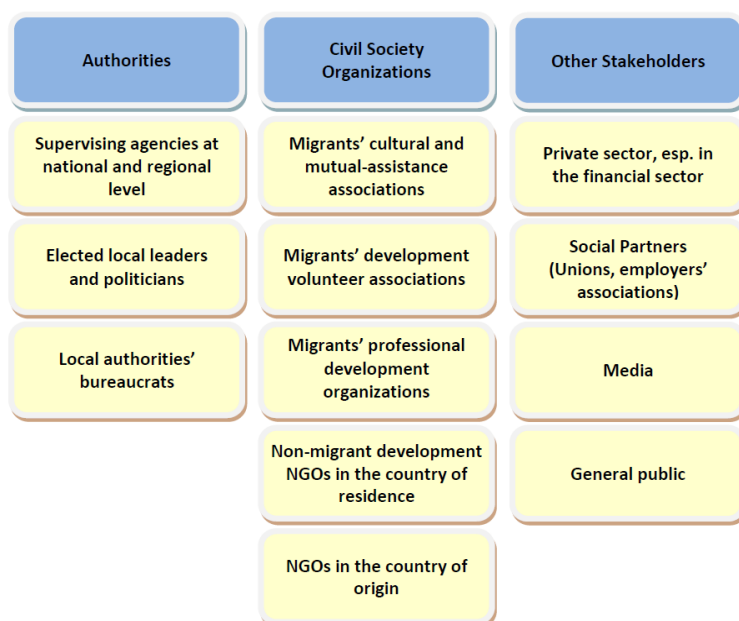 Authorities
Supervising agencies at
national and regional
level
Elected local leaders
and politicians
Local authorities’
bureaucrats
Civil Society
Organizations
Migrants’ cultural and
mutual-assistance
associations
Migrants’ development
volunteer associations
Migrants’ professional
development
organizations
Non-migrant development
NGOs in the country of
residence
NGOs in the country of
origin
Other Stakeholders
Private sector, esp. in
the financial sector
Social Partners
(Unions, employers’
associations)
Media
General public